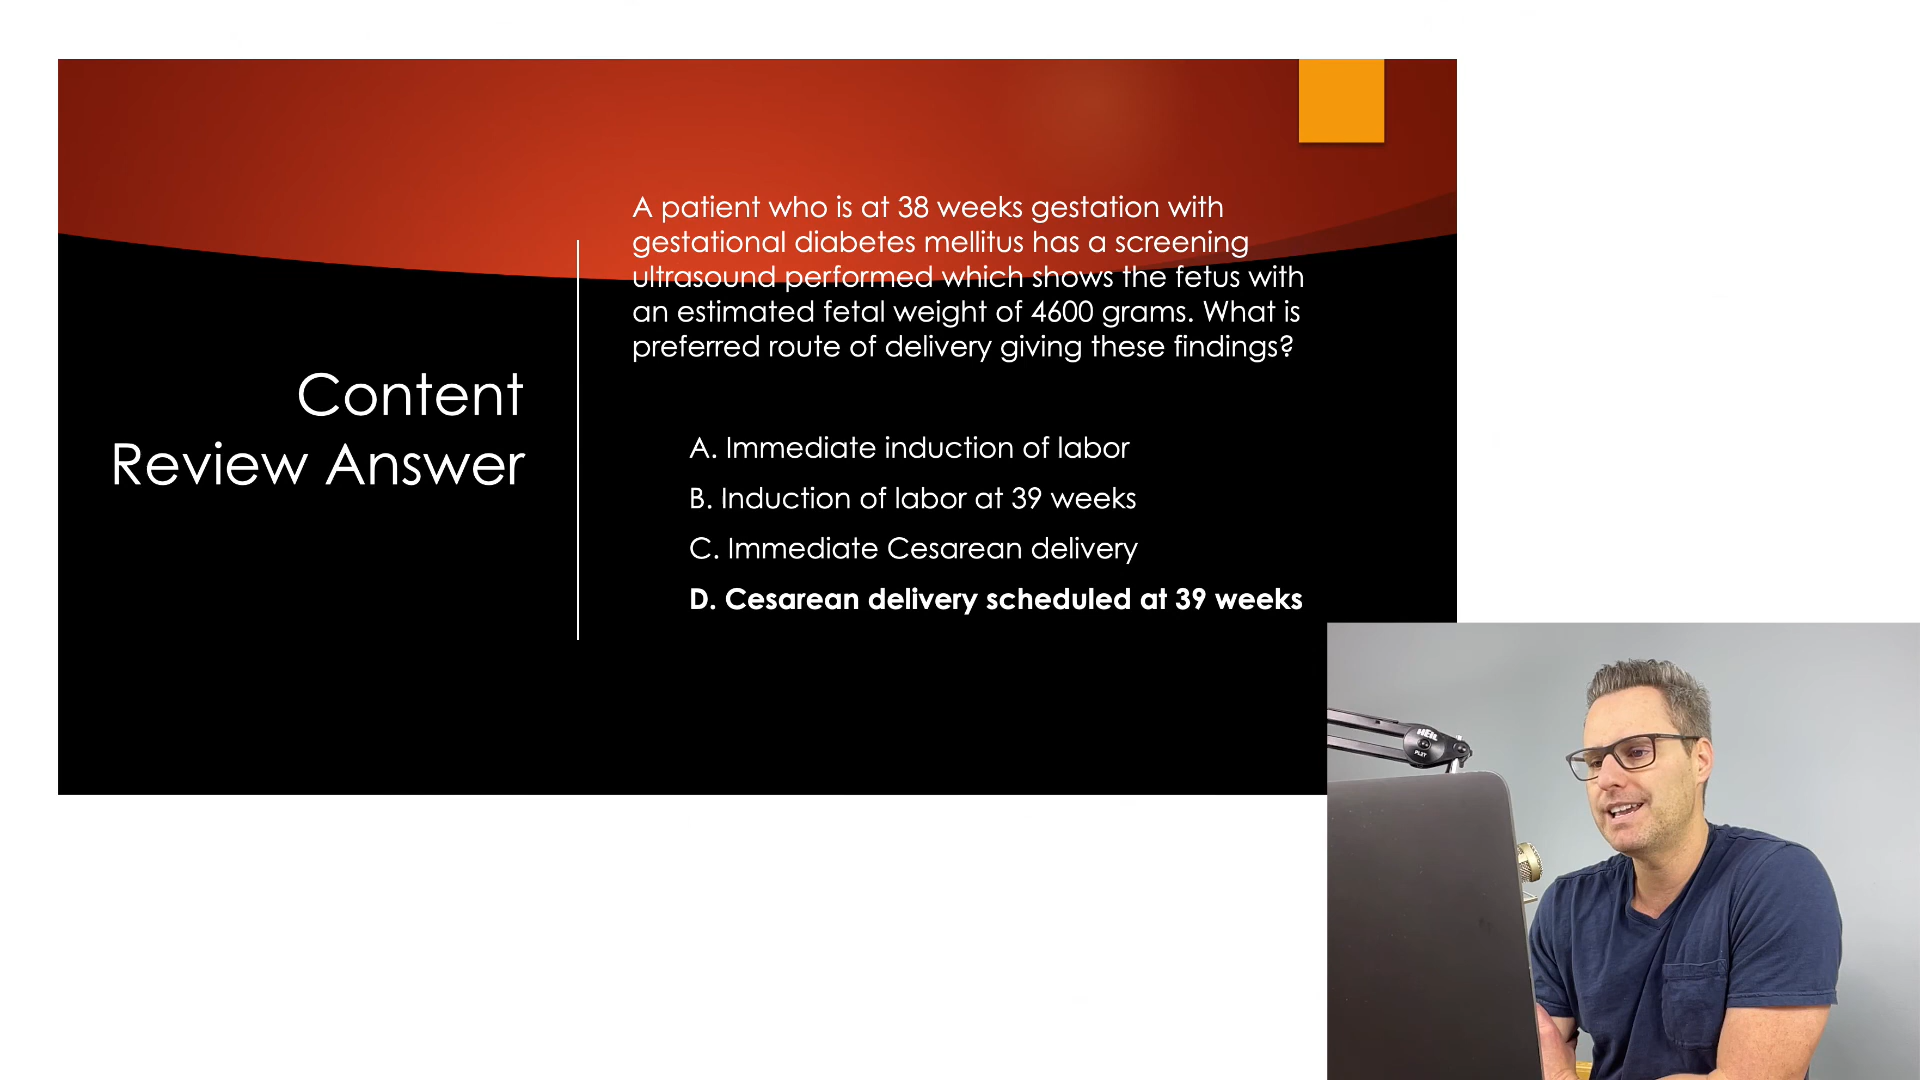 Content
Review Answer
A patient who is at 38 weeks gestation with
gestational diabetes mellitus has a screening
ultrasound performed which shows the fetus with
an estimated fetal weight of 4600 grams. What is
preferred route of delivery giving these findings?
A. Immediate induction of labor
B. Induction of labor at 39 weeks
C. Immediate Cesarean delivery
D. Cesarean delivery scheduled at 39 weeks
HEIL
PL2T